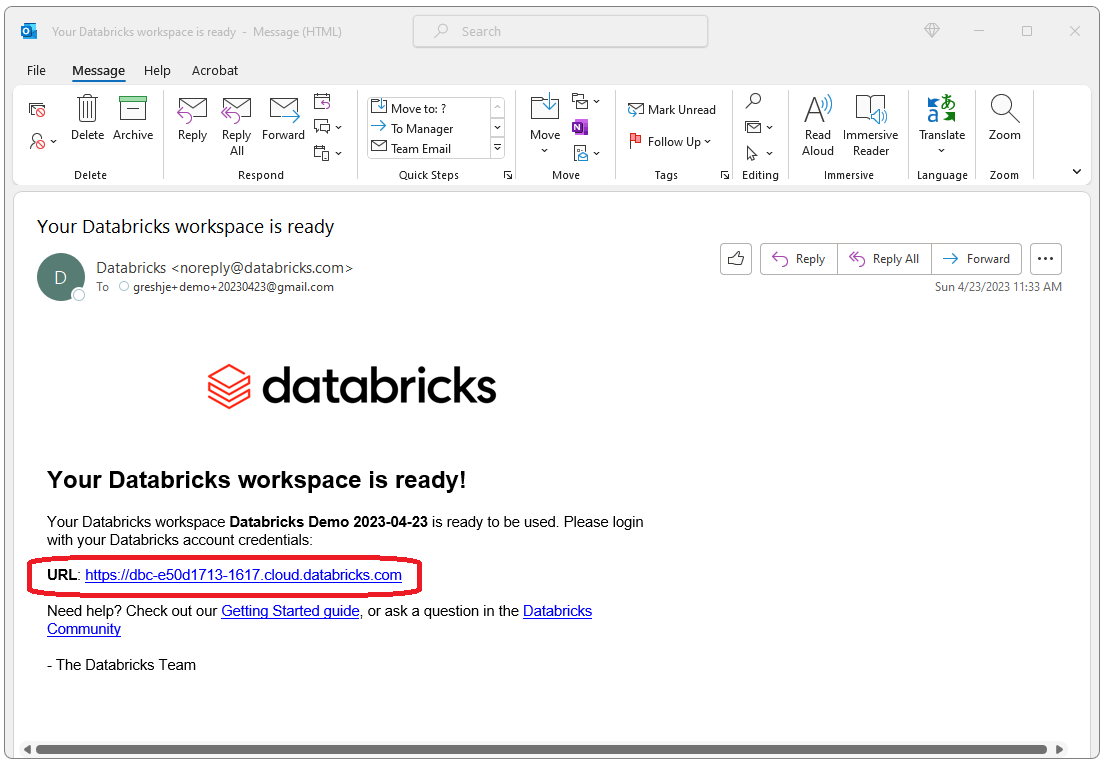 Your Databricks workspace is ready - Message (HTML)
Search
File Message Help Acrobat
Delete
Archive
Reply
Reply All
Forward
Move to: ?
To Manager
Team Email
Move
Mark Unread
Follow Up
Read Aloud
Immersive Reader
Translate
Zoom
Delete Respond Quick Steps Move Tags Editing Immersive Language Zoom
Your Databricks workspace is ready
D
Databricks <noreply@databricks.com>
To greshje+demo+20230423@gmail.com
Reply Reply All Forward
Sun 4/23/2023 11:33 AM
databricks
Your Databricks workspace is ready!
Your Databricks workspace Databricks Demo 2023-04-23 is ready to be used. Please login
with your Databricks account credentials:
URL: https://dbc-e50d1713-1617.cloud.databricks.com
Need help? Check out our Getting Started guide, or ask a question in the Databricks
Community
- The Databricks Team